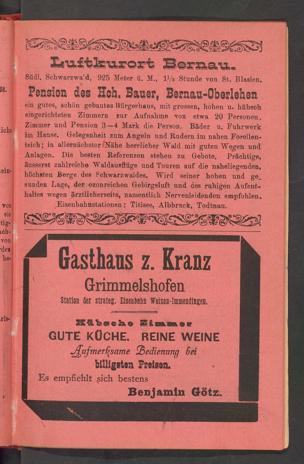 Luftkurort Bernau.
Südl. Schwarzwa'd, 925 Meter ü. M., 1½ Stunde von St. Blasien.
Pension des Hch. Bauer, Bernau-Oberlehen
ein gutes, schön gebautes Bürgerhaus, mit grossen, hohen u. hübsch
eingerichteten Zimmern zur Aufnahme von etwa 20 Personen.
Zimmer und Pension 3—4 Mark die Person. Bäder u. Fuhrwerk
im Hause. Gelegenheit zum Angeln und Rudern im nahen Forellen-
teich; in allernächster Nähe herrlicher Wald mit guten Wegen und
Anlagen. Die besten Referenzen stehen zu Gebote. Prächtige,
äusserst zahlreiche Waldausflüge und Touren auf die naheliegenden,
höchsten Berge des Schwarzwaldes. Wird seiner hohen und ge-
sunden Lage, der ozonreichen Gebirgsluft und des ruhigen Aufent-
haltes wegen ärztlicherseits, namentlich Nervenleidenden empfohlen.
Eisenbahnstationen: Titisee, Albbruck, Todtnau.
Gasthaus z. Kranz
Grimmelshofen
Station der strateg. Eisenbahn Weizen-Immendingen.
Hübsche Zimmer
GUTE KÜCHE. REINE WEINE
Aufmerksame Bedienung bei
billigsten Preisen.
Es empfiehlt sich bestens
Benjamin Götz.